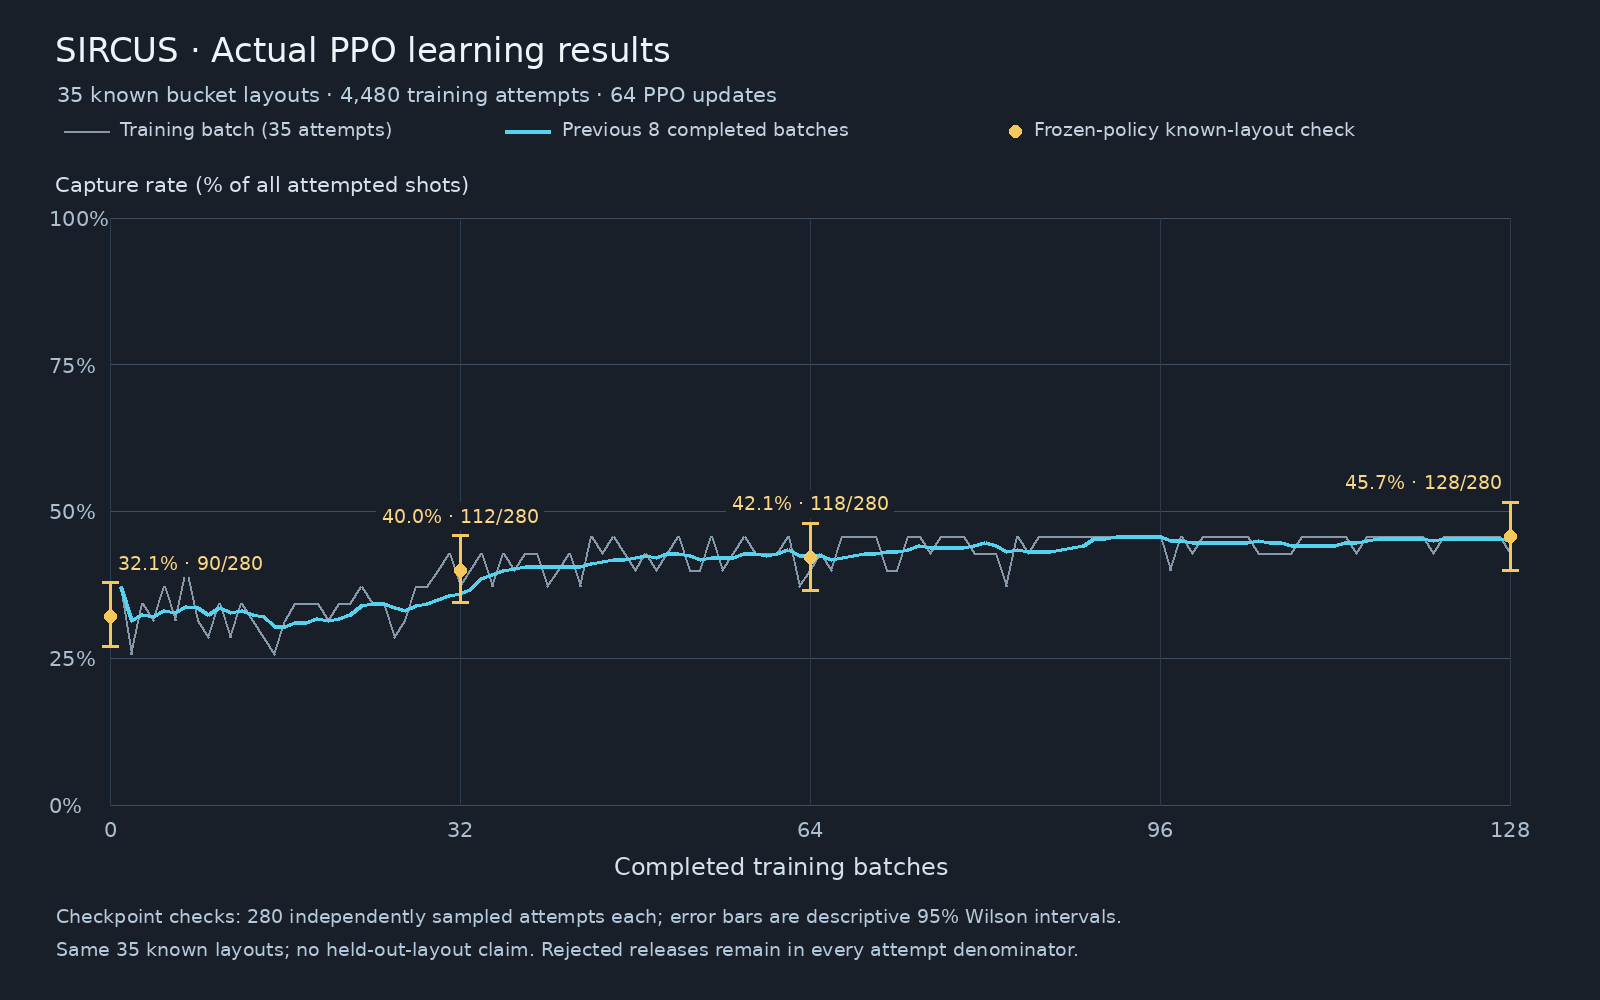 SIRCUS · Actual PPO learning results
35 known bucket layouts · 4,480 training attempts · 64 PPO updates
Training batch (35 attempts)
Previous 8 completed batches
Frozen-policy known-layout check
Capture rate (% of all attempted shots)
100%
75%
50%
25%
0%
32.1% · 90/280
40.0% · 112/280
42.1% · 118/280
45.7% · 128/280
0
32
64
96
128
Completed training batches
Checkpoint checks: 280 independently sampled attempts each; error bars are descriptive 95% Wilson intervals.
Same 35 known layouts; no held-out-layout claim. Rejected releases remain in every attempt denominator.